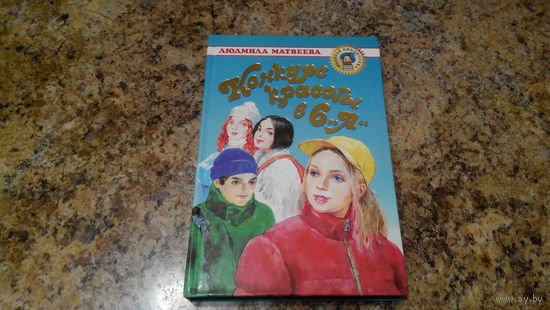 ЛЮДМИЛА МАТВЕЕВА
Конкурс
красоты
в 6 „А“
www.ay.by